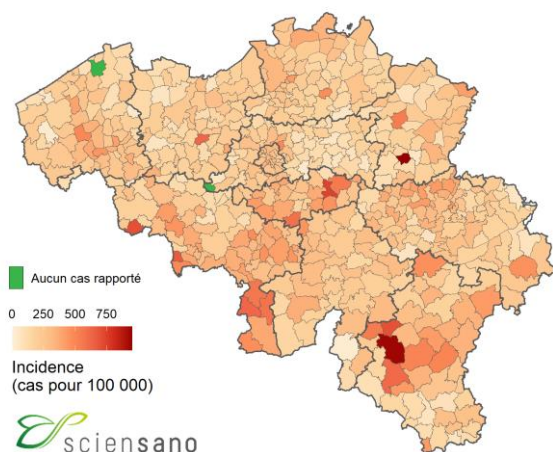 Aucun cas rapporté
0 250 500 750
Incidence
(cas pour 100 000)
sciensano